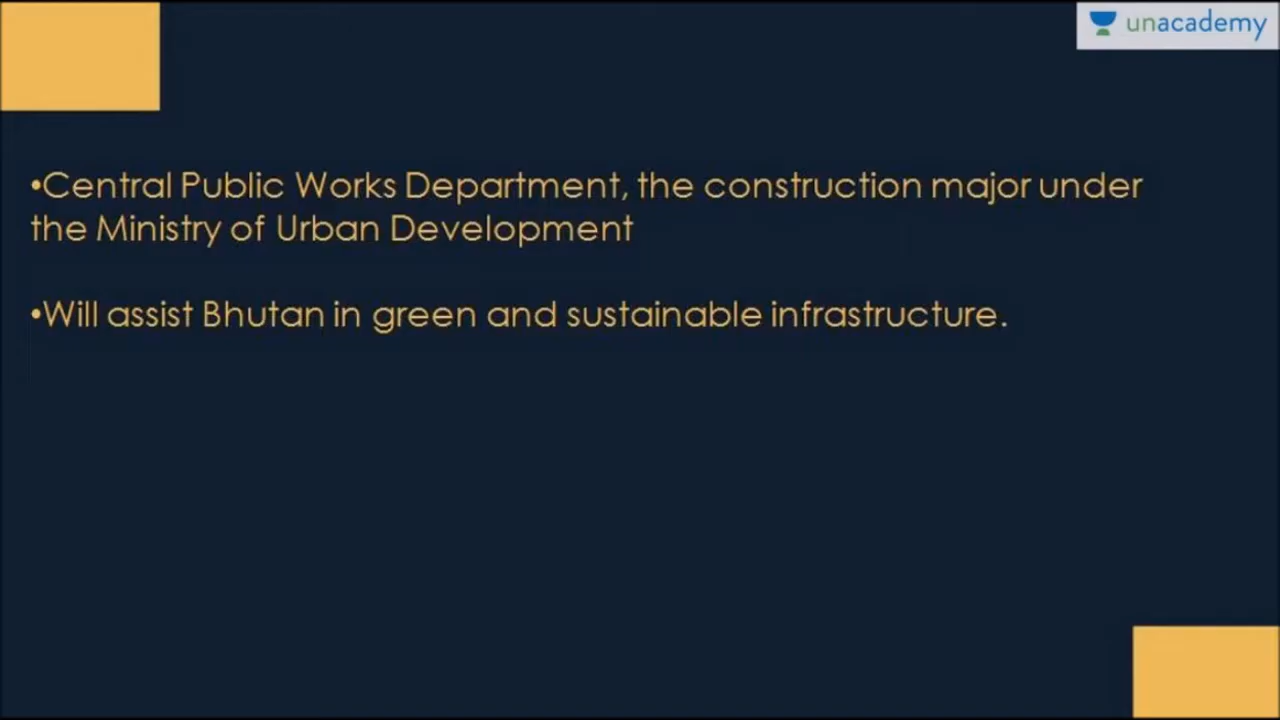 unacademy
•Central Public Works Department, the construction major under
the Ministry of Urban Development
•Will assist Bhutan in green and sustainable infrastructure.